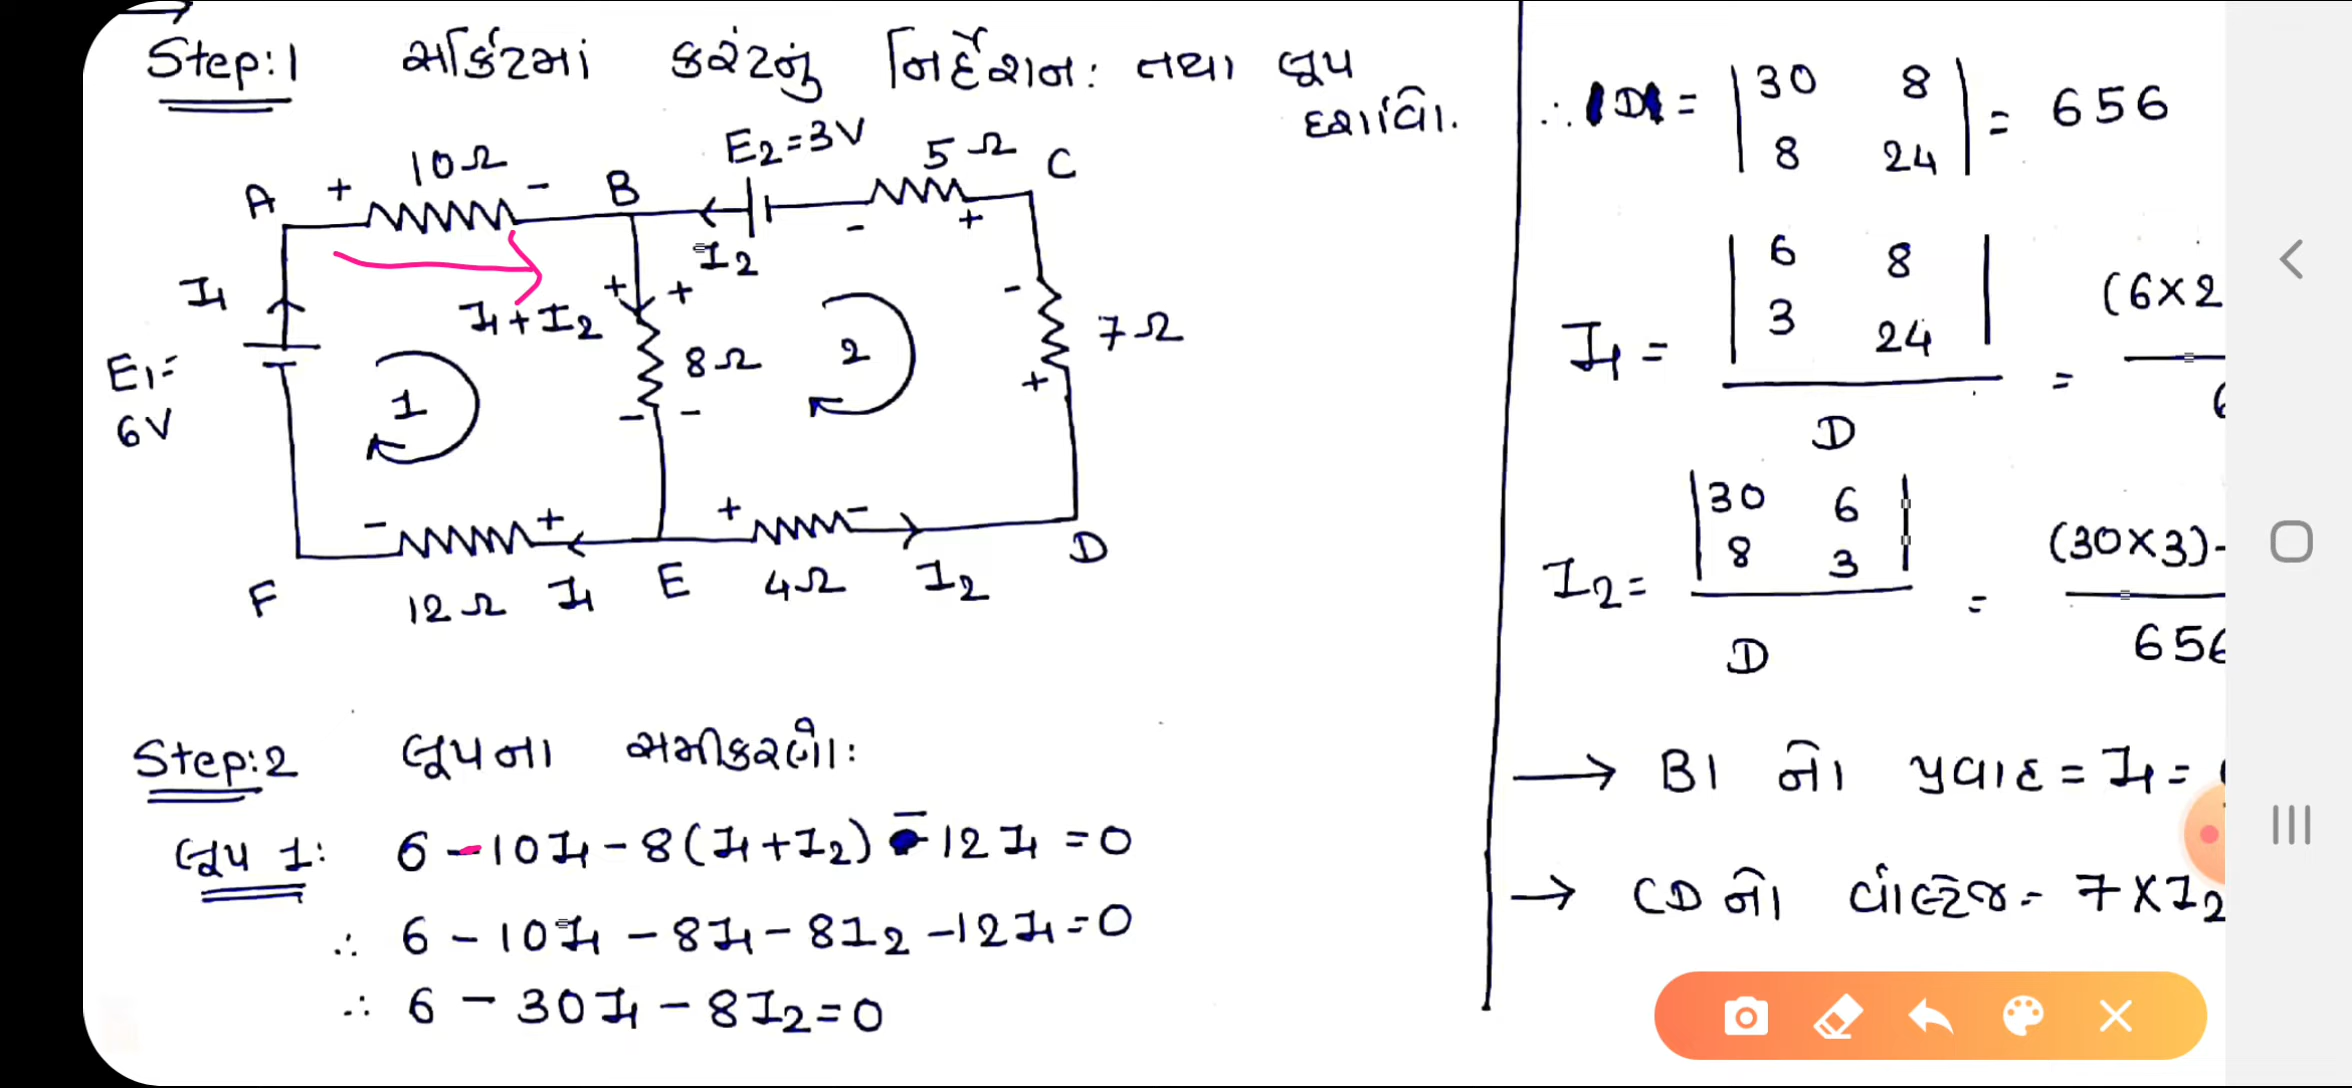 Step:1 સર્કિટમાં કરંટનું નિર્દેશન: તથા લૂપ
દર્શાવો.
E2=3V
10Ω
5Ω
C
A + - B
- +
I2
I1
+ +
-
I1+I2
8Ω
7Ω
E1=
6V
1
2
- -
+
- + + -
F
12Ω I1 E 4Ω I2
D
Step:2 લૂપના સમીકરણો:
લૂપ 1: 6 - 10I1 - 8(I1+I2) - 12I1 = 0
∴ 6 - 10I1 - 8I1 - 8I2 - 12I1 = 0
∴ 6 - 30I1 - 8I2 = 0
∴ D = | 30 8 | = 656
8 24
6 8
I1 = 3 24 = (6x2
D
30 6
8 3
I2 = = (30x3)-
D 656
→ B1 નો પ્રવાહ = I1 =
→ CD નો વોલ્ટેજ = 7 x I2